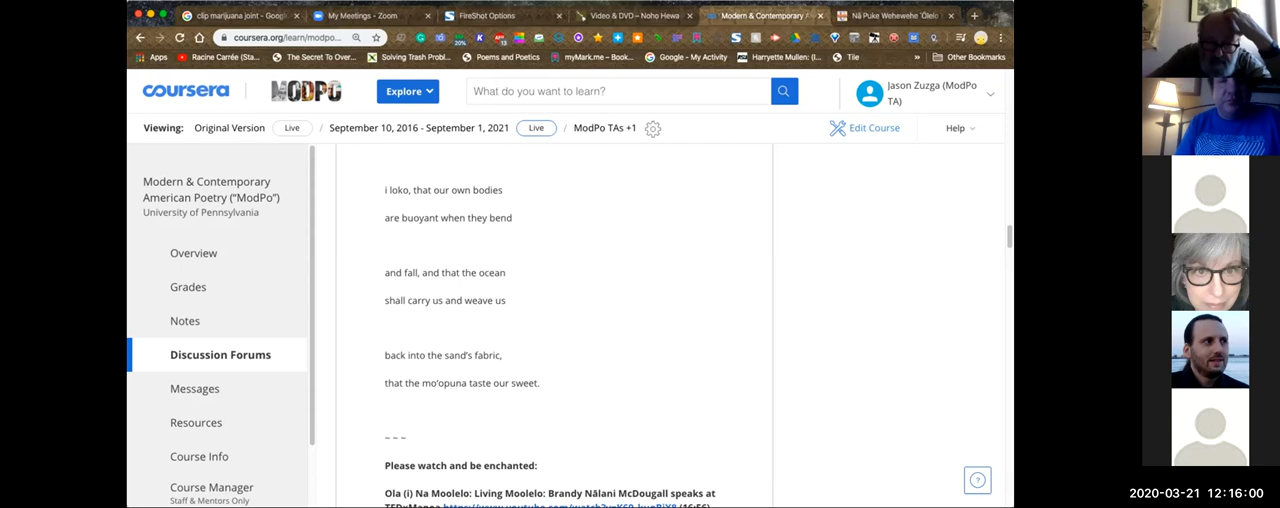 clip marijuana joint - Googl
My Meetings - Zoom
FireShot Options
Video & DVD – Noho Hewa
Modern & Contemporary A
Nā Puke Wehewehe ʻŌlelo
coursera.org/learn/modpo...
Apps
Racine Carrée (Sta...
The Secret To Over...
Solving Trash Probl...
Poems and Poetics
myMark.me – Book...
Google - My Activity
Harryette Mullen: (I...
Tile
»
Other Bookmarks
coursera
MODPO
Explore
What do you want to learn?
Jason Zuzga (ModPo
TA)
Viewing:
Original Version
Live
/ September 10, 2016 - September 1, 2021
Live
/ ModPo TAs +1
Edit Course
Help
Modern & Contemporary
American Poetry ("ModPo")
University of Pennsylvania
Overview
Grades
Notes
Discussion Forums
Messages
Resources
Course Info
Course Manager
Staff & Mentors Only
i loko, that our own bodies
are buoyant when they bend
and fall, and that the ocean
shall carry us and weave us
back into the sand's fabric,
that the mo'opuna taste our sweet.
~ ~ ~
Please watch and be enchanted:
Ola (i) Na Moolelo: Living Moolelo: Brandy Nālani McDougall speaks at
?
2020-03-21 12:16:00